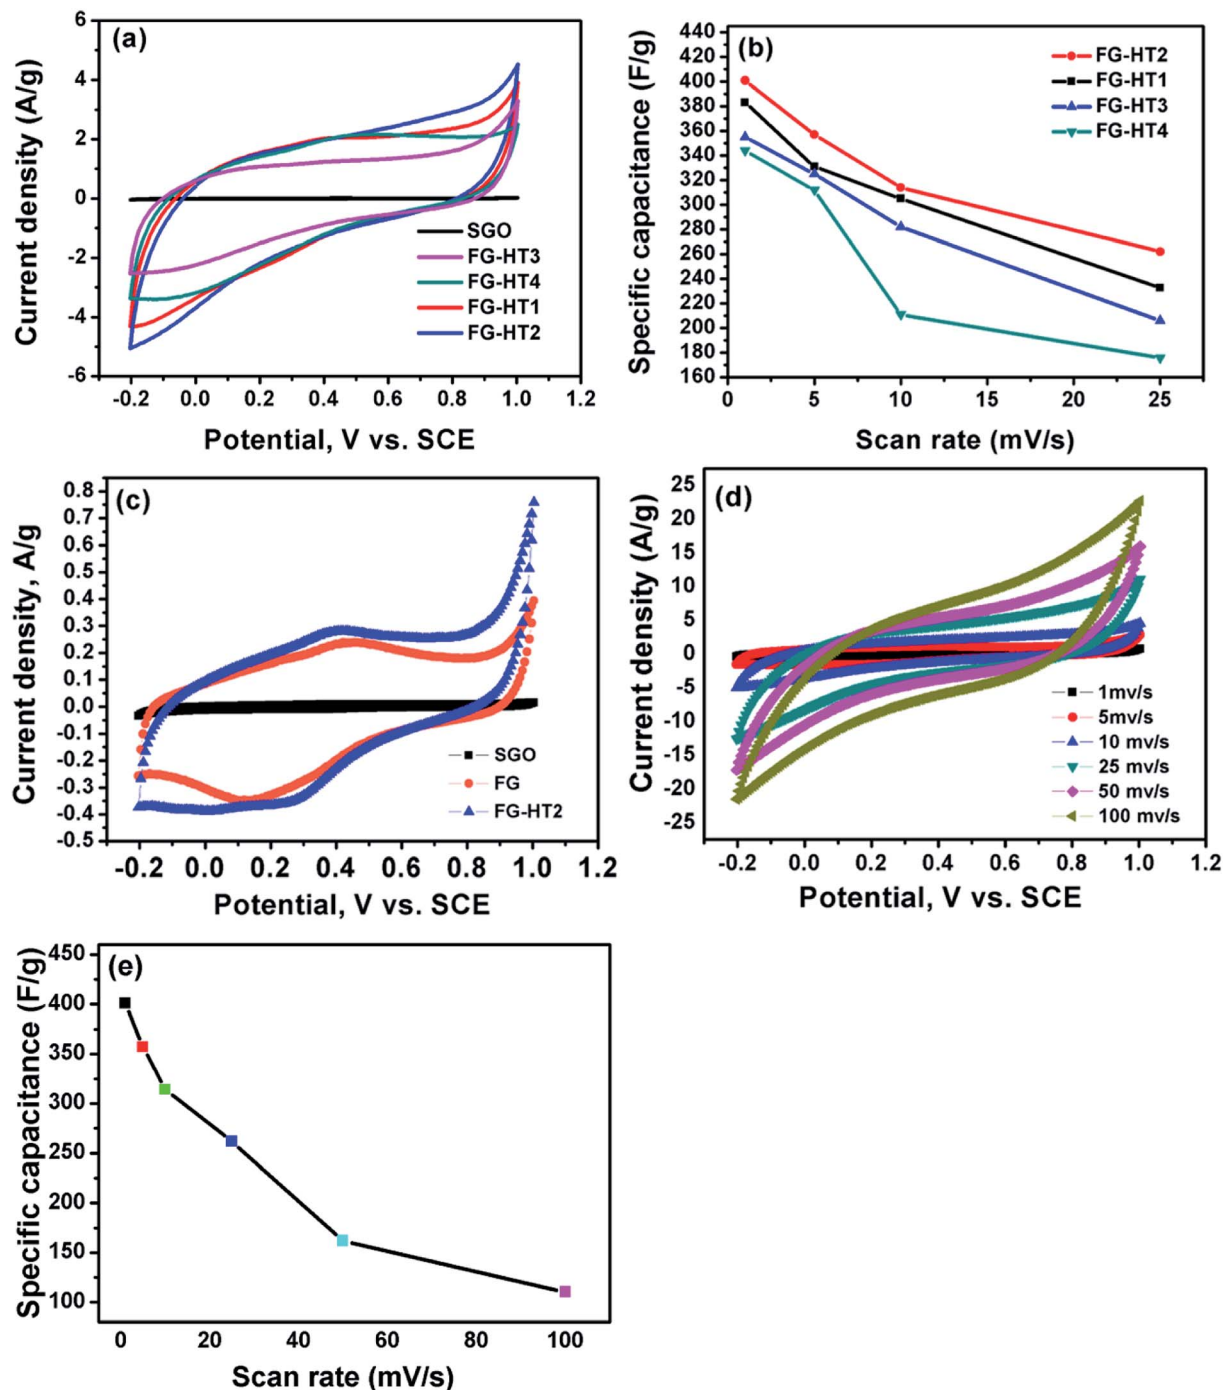 (a)
Current density (A/g)
6
4
2
0
-2
-4
-6
SGO
FG-HT3
FG-HT4
FG-HT1
FG-HT2
-0.2 0.0 0.2 0.4 0.6 0.8 1.0 1.2
Potential, V vs. SCE
(b)
Specific capacitance (F/g)
440
420
400
380
360
340
320
300
280
260
240
220
200
180
160
FG-HT2
FG-HT1
FG-HT3
FG-HT4
0 5 10 15 20 25
Scan rate (mV/s)
(c)
Current density, A/g
0.8
0.7
0.6
0.5
0.4
0.3
0.2
0.1
0.0
-0.1
-0.2
-0.3
-0.4
-0.5
SGO
FG
FG-HT2
-0.2 0.0 0.2 0.4 0.6 0.8 1.0 1.2
Potential, V vs. SCE
(d)
Current density (A/g)
25
20
15
10
5
0
-5
-10
-15
-20
-25
1mv/s
5mv/s
10 mv/s
25 mv/s
50 mv/s
100 mv/s
-0.2 0.0 0.2 0.4 0.6 0.8 1.0 1.2
Potential, V vs. SCE
(e)
Specific capacitance (F/g)
450
400
350
300
250
200
150
100
0 20 40 60 80 100
Scan rate (mV/s)